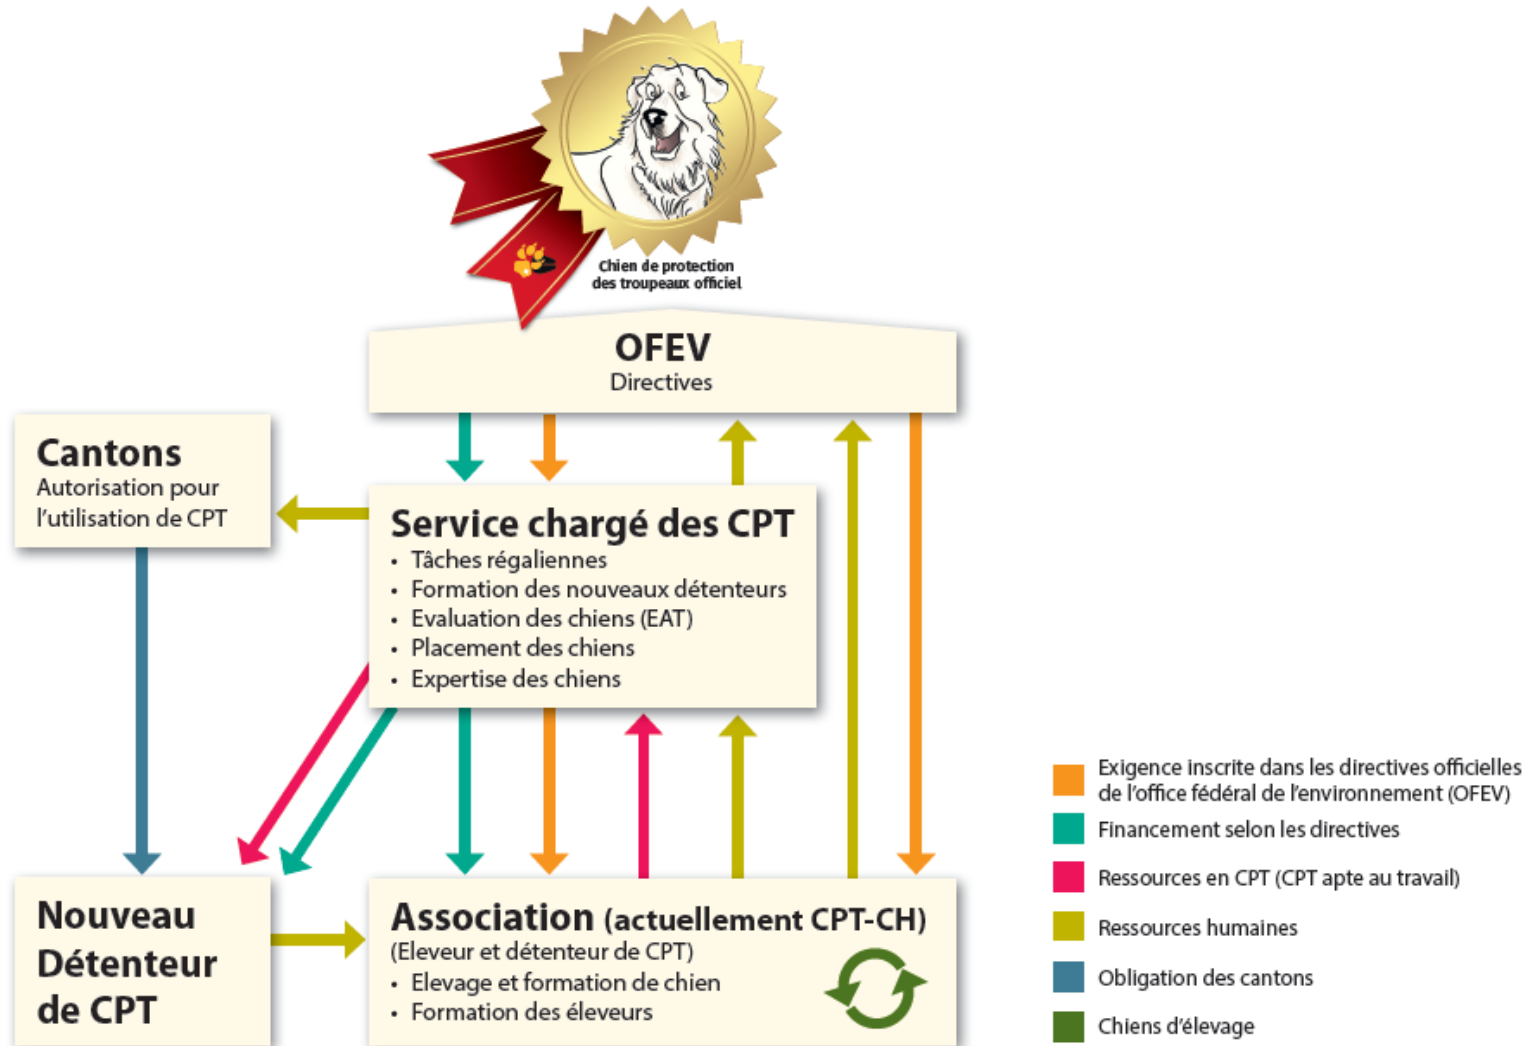 Chien de protection
des troupeaux officiel
OFEV
Directives
Cantons
Autorisation pour
l'utilisation de CPT
Service chargé des CPT
• Tâches régaliennes
• Formation des nouveaux détenteurs
• Evaluation des chiens (EAT)
• Placement des chiens
• Expertise des chiens
Nouveau
Détenteur
de CPT
Association (actuellement CPT-CH)
(Eleveur et détenteur de CPT)
• Elevage et formation de chien
• Formation des éleveurs
Exigence inscrite dans les directives officielles
de l'office fédéral de l'environnement (OFEV)
Financement selon les directives
Ressources en CPT (CPT apte au travail)
Ressources humaines
Obligation des cantons
Chiens d'élevage